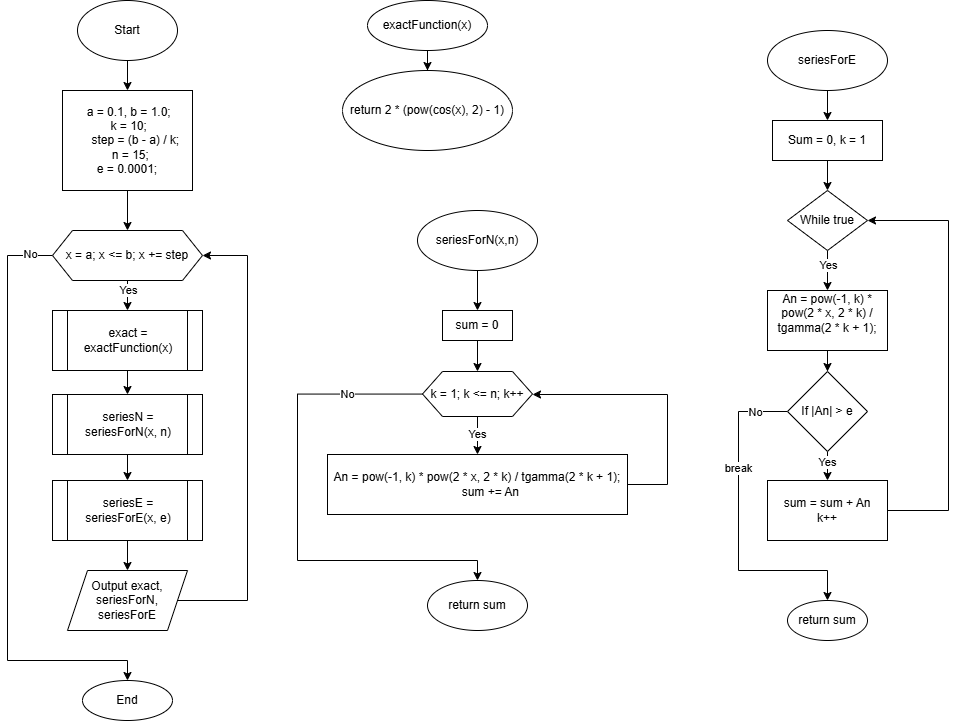 Start
a = 0.1, b = 1.0;
k = 10;
step = (b - a) / k;
n = 15;
e = 0.0001;
No
x = a; x <= b; x += step
Yes
exact =
exactFunction(x)
seriesN =
seriesForN(x, n)
seriesE =
seriesForE(x, e)
Output exact,
seriesForN,
seriesForE
End
exactFunction(x)
return 2 * (pow(cos(x), 2) - 1)
seriesForN(x,n)
sum = 0
No
k = 1; k <= n; k++
Yes
An = pow(-1, k) * pow(2 * x, 2 * k) / tgamma(2 * k + 1);
sum += An
return sum
seriesForE
Sum = 0, k = 1
While true
Yes
An = pow(-1, k) *
pow(2 * x, 2 * k) /
tgamma(2 * k + 1);
No
If |An| > e
break
Yes
sum = sum + An
k++
return sum